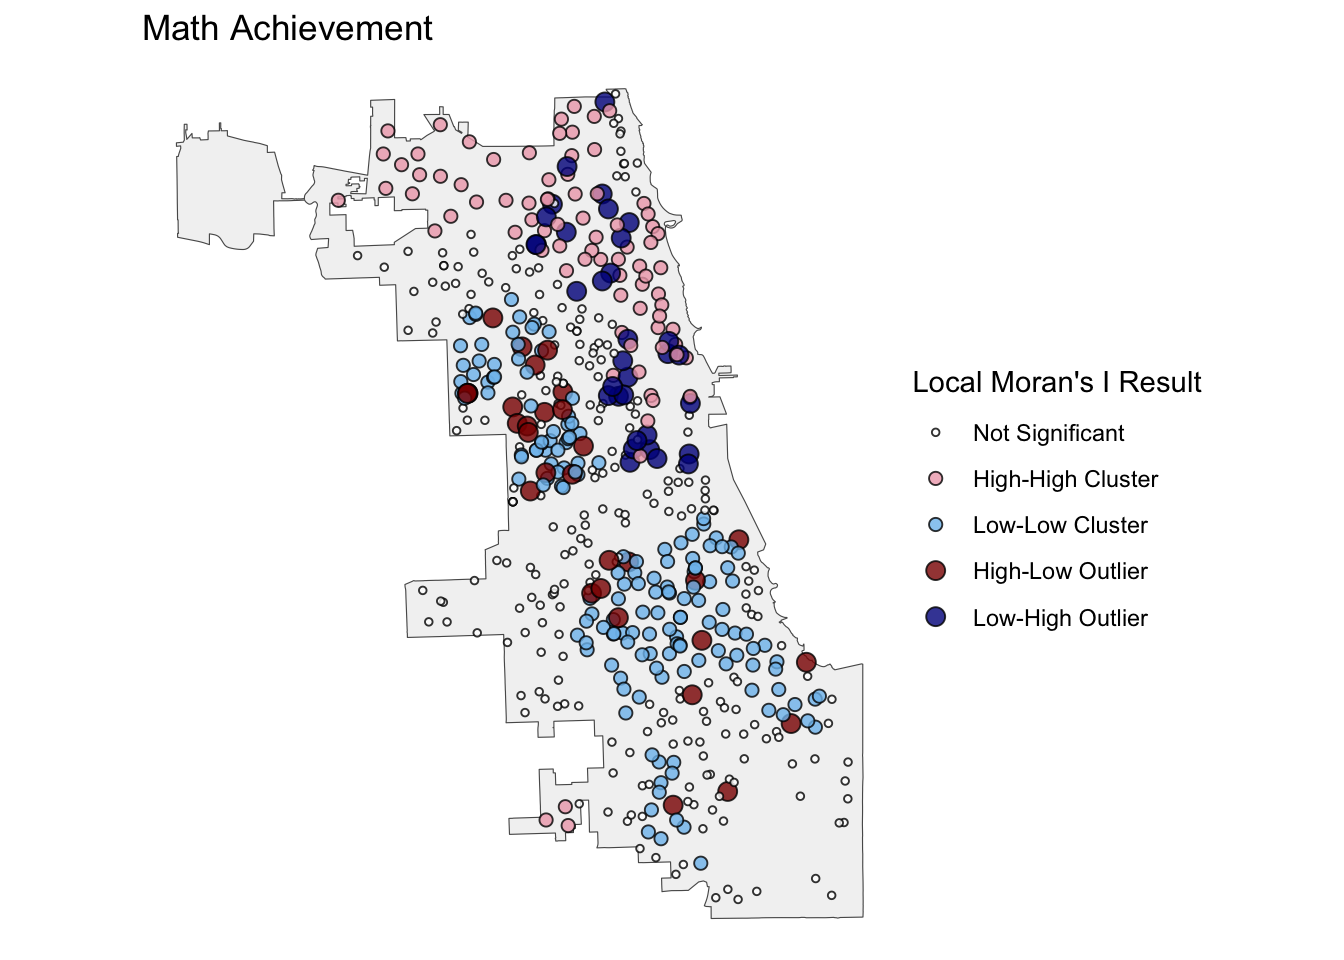 Math Achievement
Local Moran's I Result
Not Significant
High-High Cluster
Low-Low Cluster
High-Low Outlier
Low-High Outlier